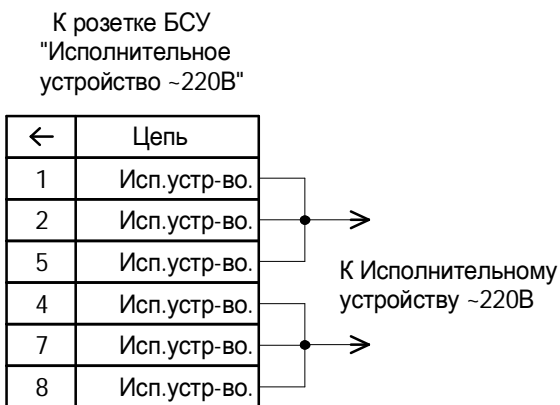 К розетке БСУ
"Исполнительное
устройство ~220В"
← Цепь
1 Исп.устр-во.
2 Исп.устр-во.
5 Исп.устр-во.
4 Исп.устр-во.
7 Исп.устр-во.
8 Исп.устр-во.
К Исполнительному
устройству ~220В